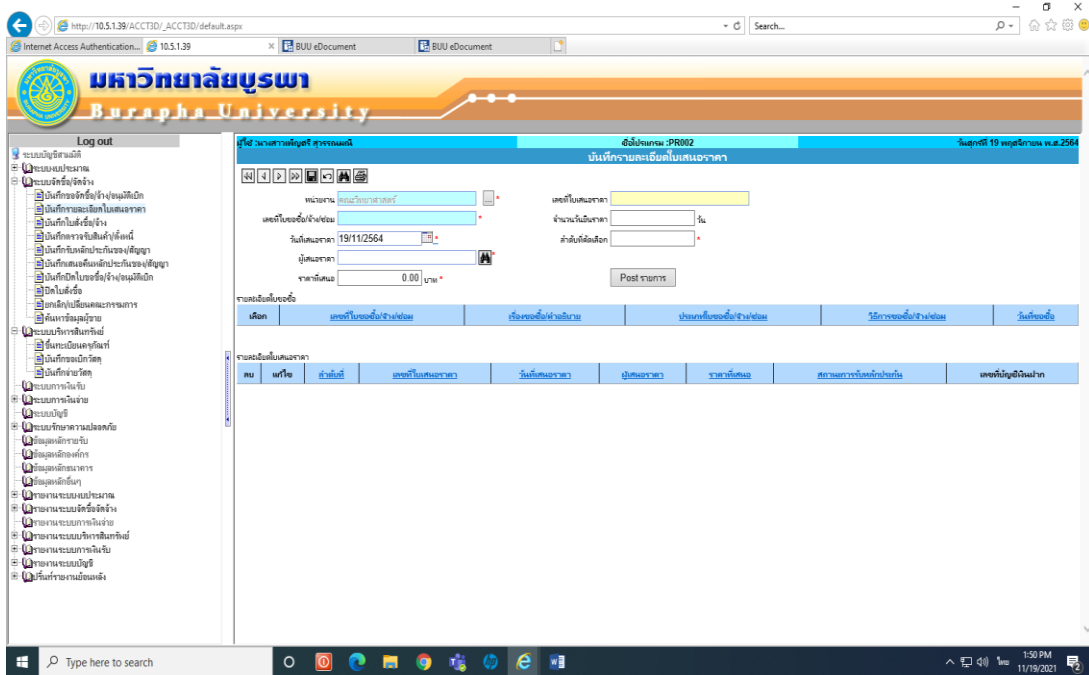 http://10.5.1.39/ACCT3D/_ACCT3D/default.aspx
Search...
Internet Access Authentication...
10.5.1.39
BUU eDocument
BUU eDocument
มหาวิทยาลัยบูรพา
Burapha University
Log out
ระบบบัญชีสามมิติ
ระบบงบประมาณ
ระบบจัดซื้อ/จัดจ้าง
บันทึกขอจัดซื้อ/จ้าง/อนุมัติเบิก
บันทึกรายละเอียดใบเสนอราคา
บันทึกใบสั่งซื้อ/จ้าง
บันทึกตรวจรับสินค้า/ตั้งหนี้
บันทึกรับหลักประกันซอง/สัญญา
บันทึกเสนอคืนหลักประกันซอง/สัญญา
บันทึกปิดใบขอซื้อ/จ้าง/อนุมัติเบิก
ปิดใบสั่งซื้อ
ยกเลิก/เปลี่ยนคณะกรรมการ
ค้นหาข้อมูลผู้ขาย
ระบบบริหารสินทรัพย์
ขึ้นทะเบียนครุภัณฑ์
บันทึกขอเบิกวัสดุ
บันทึกจ่ายวัสดุ
ระบบการเงินรับ
ระบบการเงินจ่าย
ระบบบัญชี
ระบบรักษาความปลอดภัย
ข้อมูลหลักรายรับ
ข้อมูลหลักองค์กร
ข้อมูลหลักธนาคาร
ข้อมูลหลักอื่นๆ
รายงานระบบงบประมาณ
รายงานระบบจัดซื้อจัดจ้าง
รายงานระบบการเงินจ่าย
รายงานระบบบริหารสินทรัพย์
รายงานระบบการเงินรับ
รายงานระบบบัญชี
ปริ้นท์รายงานย้อนหลัง
ผู้ใช้ :นางสาวเพ็ญศรี สุวรรณมณี ชื่อโปรแกรม :PR002 วันศุกร์ที่ 19 พฤศจิกายน พ.ศ.2564
บันทึกรายละเอียดใบเสนอราคา
หน่วยงาน คณะวิทยาศาสตร์ ... * เลขที่ใบเสนอราคา
เลขที่ใบขอซื้อ/จ้าง/ซ่อม * จำนวนวันยืนราคา วัน
วันที่เสนอราคา 19/11/2564 * ลำดับที่คัดเลือก *
ผู้เสนอราคา *
ราคาที่เสนอ 0.00 บาท * Post รายการ
รายละเอียดใบขอซื้อ
เลือก เลขที่ใบขอซื้อ/จ้าง/ซ่อม เรื่องขอซื้อ/คำอธิบาย ประเภทใบขอซื้อ/จ้าง/ซ่อม วิธีการขอซื้อ/จ้าง/ซ่อม วันที่ขอซื้อ
รายละเอียดใบเสนอราคา
ลบ แก้ไข ลำดับที่ เลขที่ใบเสนอราคา วันที่เสนอราคา ผู้เสนอราคา ราคาที่เสนอ สถานะการรับหลักประกัน เลขที่บัญชีเงินฝาก
Type here to search
ไทย
1:50 PM
11/19/2021
2